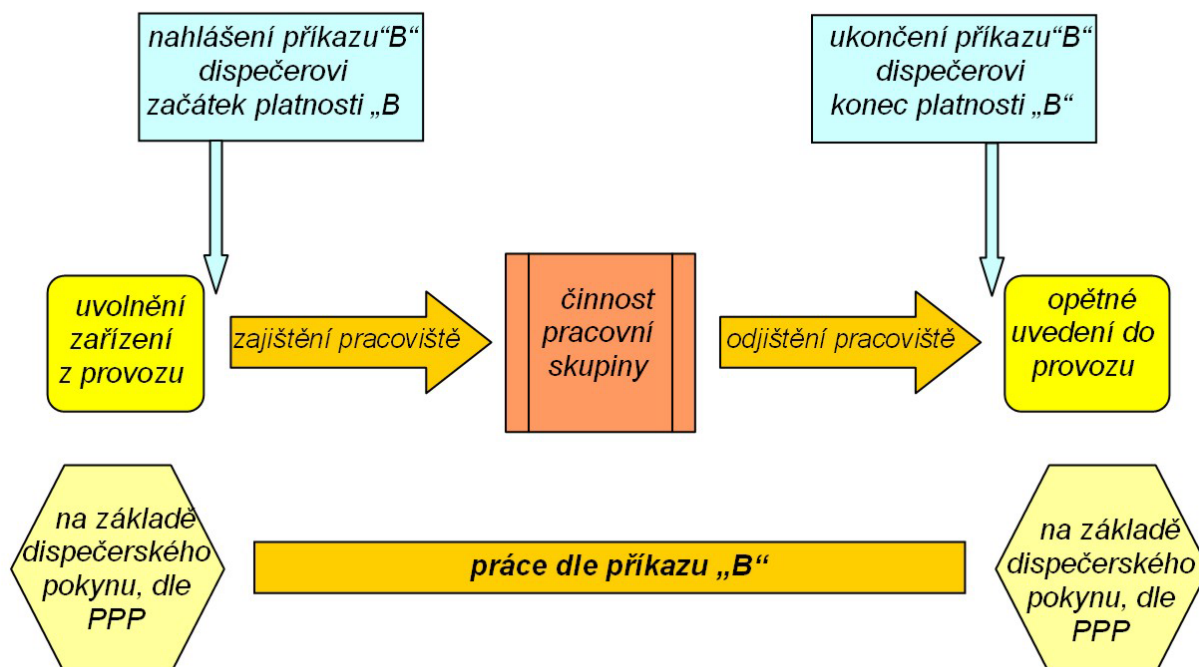 nahlášení příkazu“B“
dispečerovi
začátek platnosti „B
ukončení příkazu“B“
dispečerovi
konec platnosti „B“
uvolnění
zařízení
z provozu
zajištění pracoviště
činnost
pracovní
skupiny
odjištění pracoviště
opětné
uvedení do
provozu
na základě
dispečerského
pokynu, dle
PPP
práce dle příkazu „B“
na základě
dispečerského
pokynu, dle
PPP